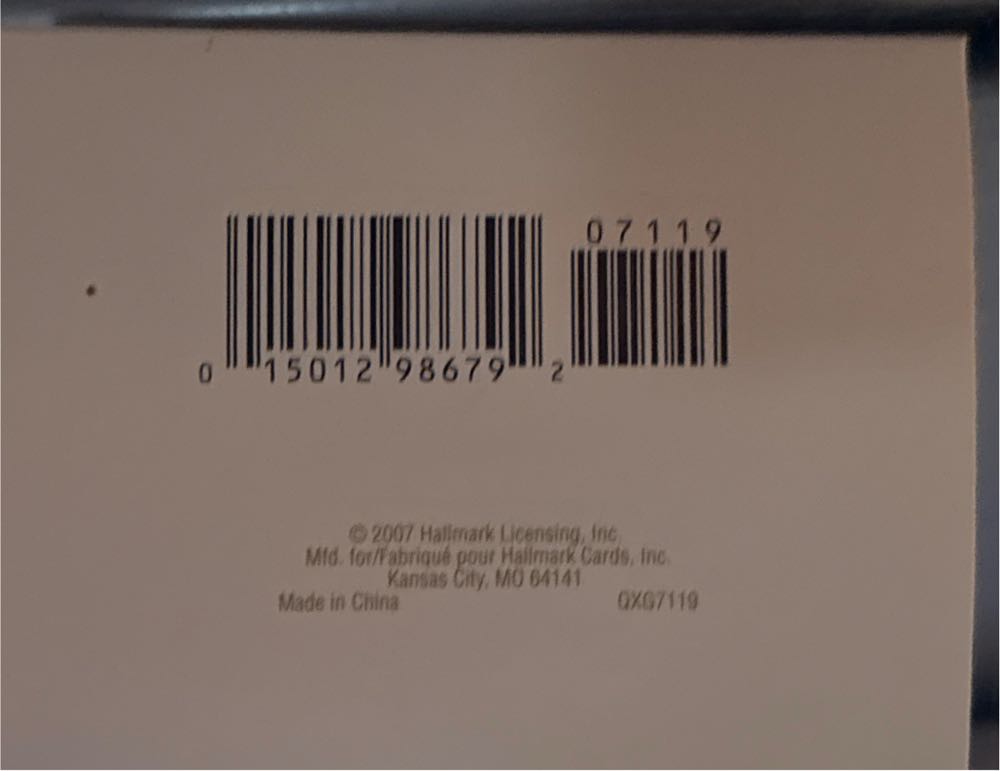 07119
0 15012 98679 2
© 2007 Hallmark Licensing, Inc.
Mfd. for/Fabriqué pour Hallmark Cards, Inc.
Kansas City, MO 64141
Made in China QXG7119